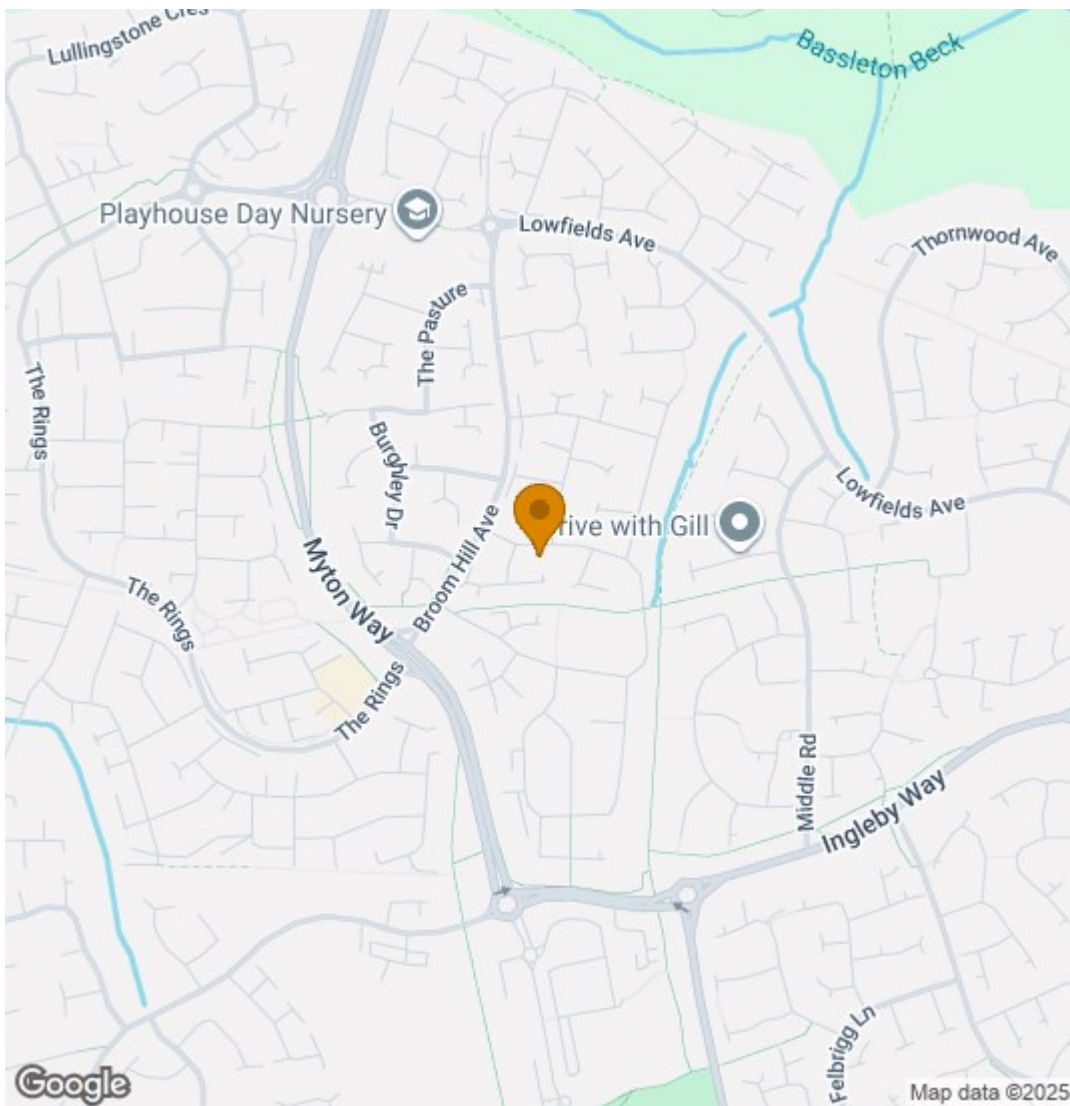 Lullingstone Cres
Bassleton Beck
Playhouse Day Nursery
Lowfields Ave
Thornwood Ave
The Pasture
The Rings
Burghley Dr
Broom Hill Ave
rive with Gill
Lowfields Ave
Myton Way
The Rings
The Rings
Middle Rd
Ingleby Way
Felbrigg Ln
Google
Map data ©2025